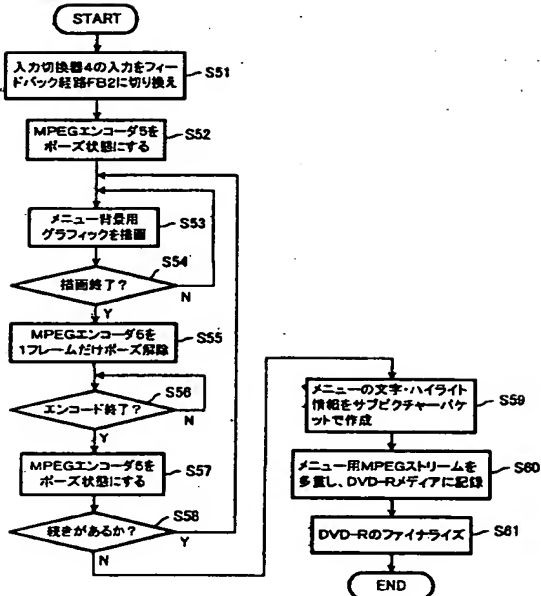 START
入力切換器4の入力をフィー
ドバック経路FB2に切り換え
S51
MPEGエンコーダ5を
ポーズ状態にする
S52
メニュー背景用
グラフィックを描画
S53
S54
描画終了?
N
Y
MPEGエンコーダ5を
1フレームだけポーズ解除
S55
S56
エンコード終了?
N
Y
MPEGエンコーダ5を
ポーズ状態にする
S57
S58
続きがあるか?
Y
N
メニューの文字・ハイライト
情報をサブピクチャーパケ
ットで作成
S59
メニュー用MPEGストリームを
多重し、DVD-Rメディアに記録
S60
DVD-Rのファイナライズ
S61
END